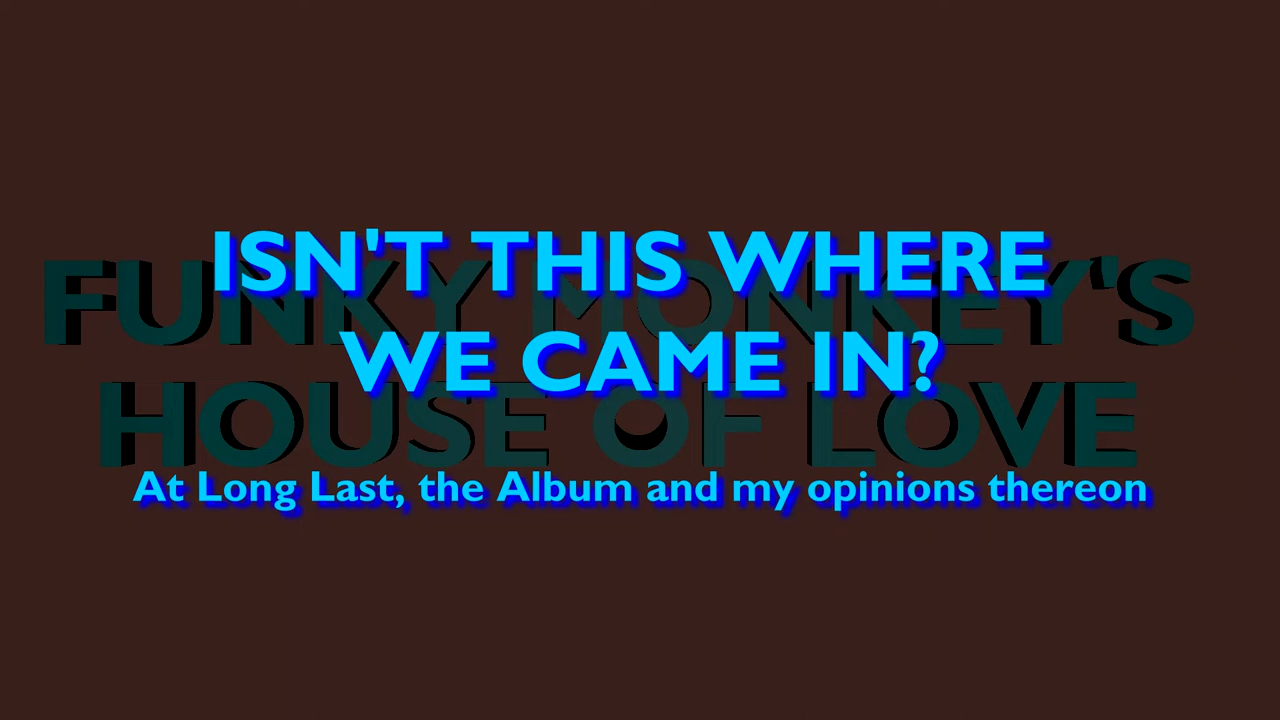 ISN'T THIS WHERE
WE CAME IN?
FUNKY MONKEY'S
HOUSE OF LOVE
At Long Last, the Album and my opinions thereon